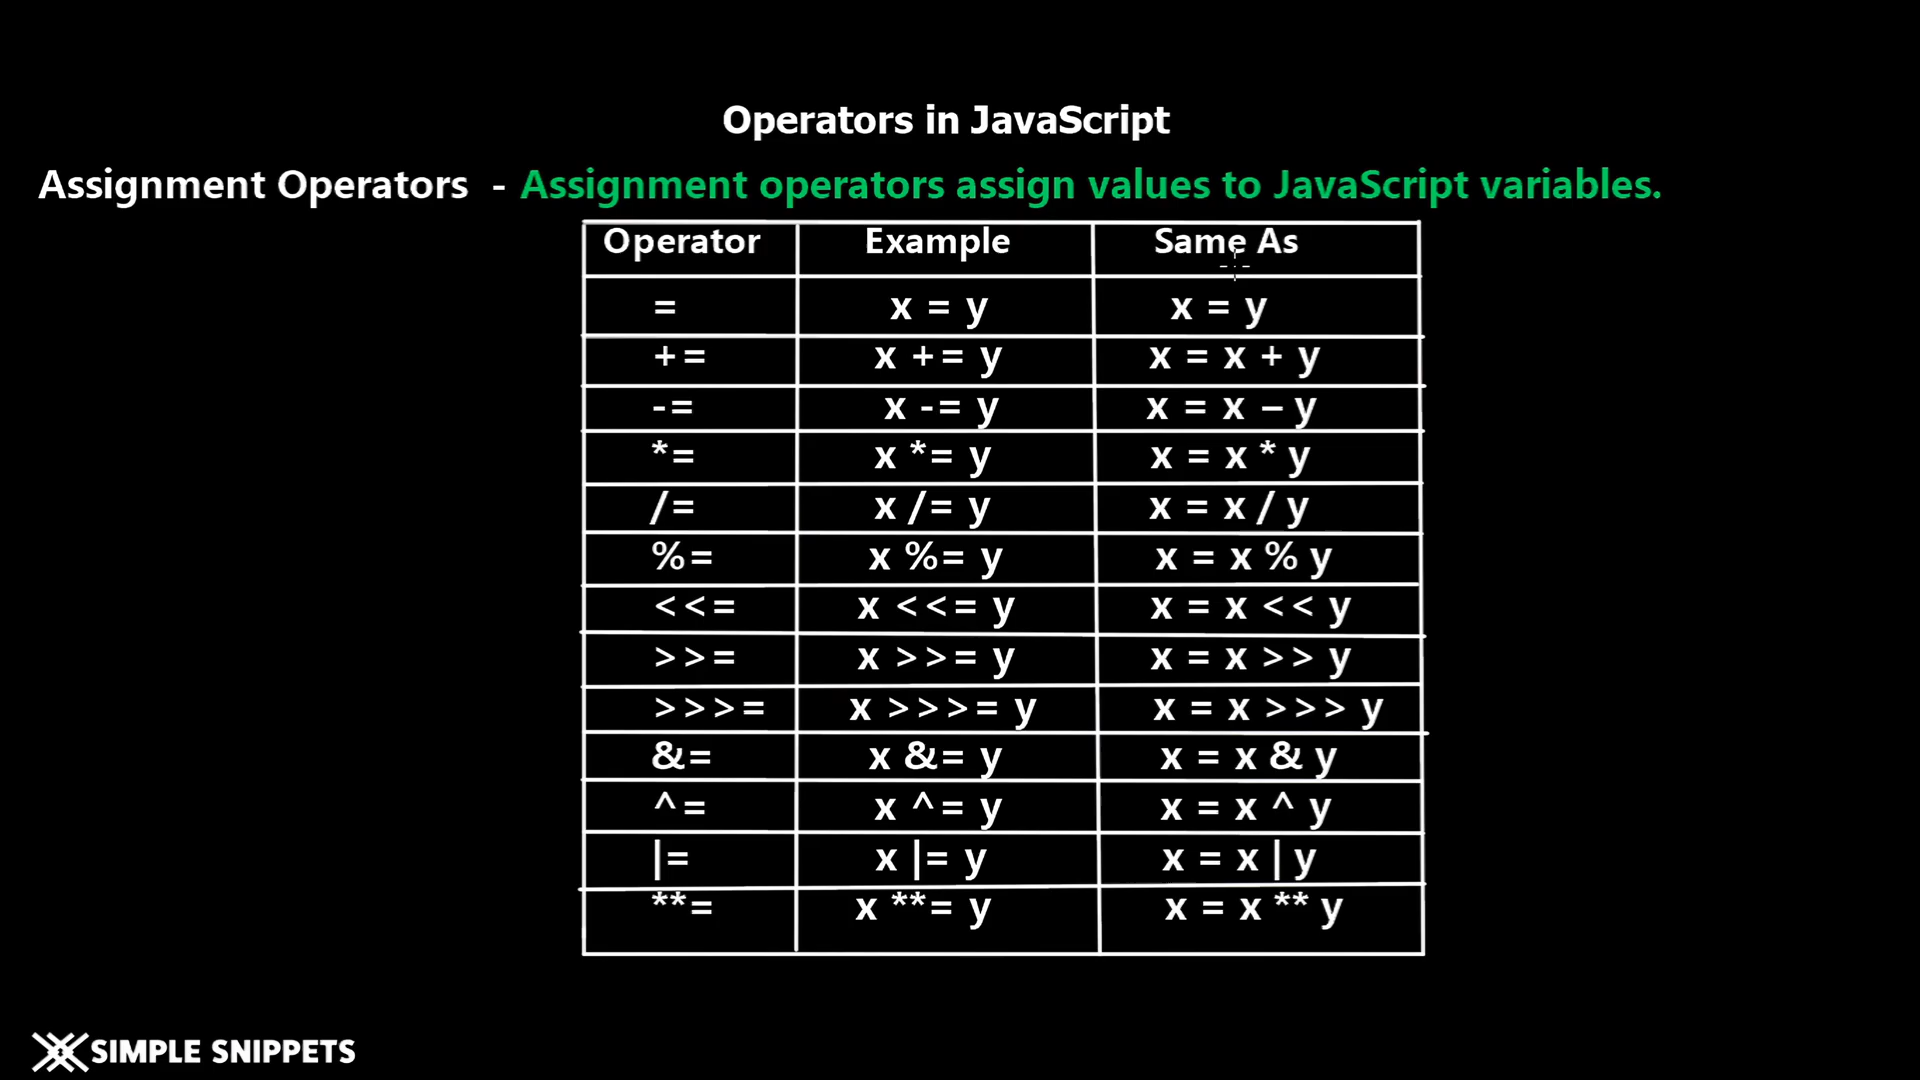 Operators in JavaScript
Assignment Operators - Assignment operators assign values to JavaScript variables.
Operator Example Same As
= x = y x = y
+= x += y x = x + y
-= x -= y x = x – y
*= x *= y x = x * y
/= x /= y x = x / y
%= x %= y x = x % y
<<= x <<= y x = x << y
>>= x >>= y x = x >> y
>>>= x >>>= y x = x >>> y
&= x &= y x = x & y
^= x ^= y x = x ^ y
|= x |= y x = x | y
**= x **= y x = x ** y
SIMPLE SNIPPETS